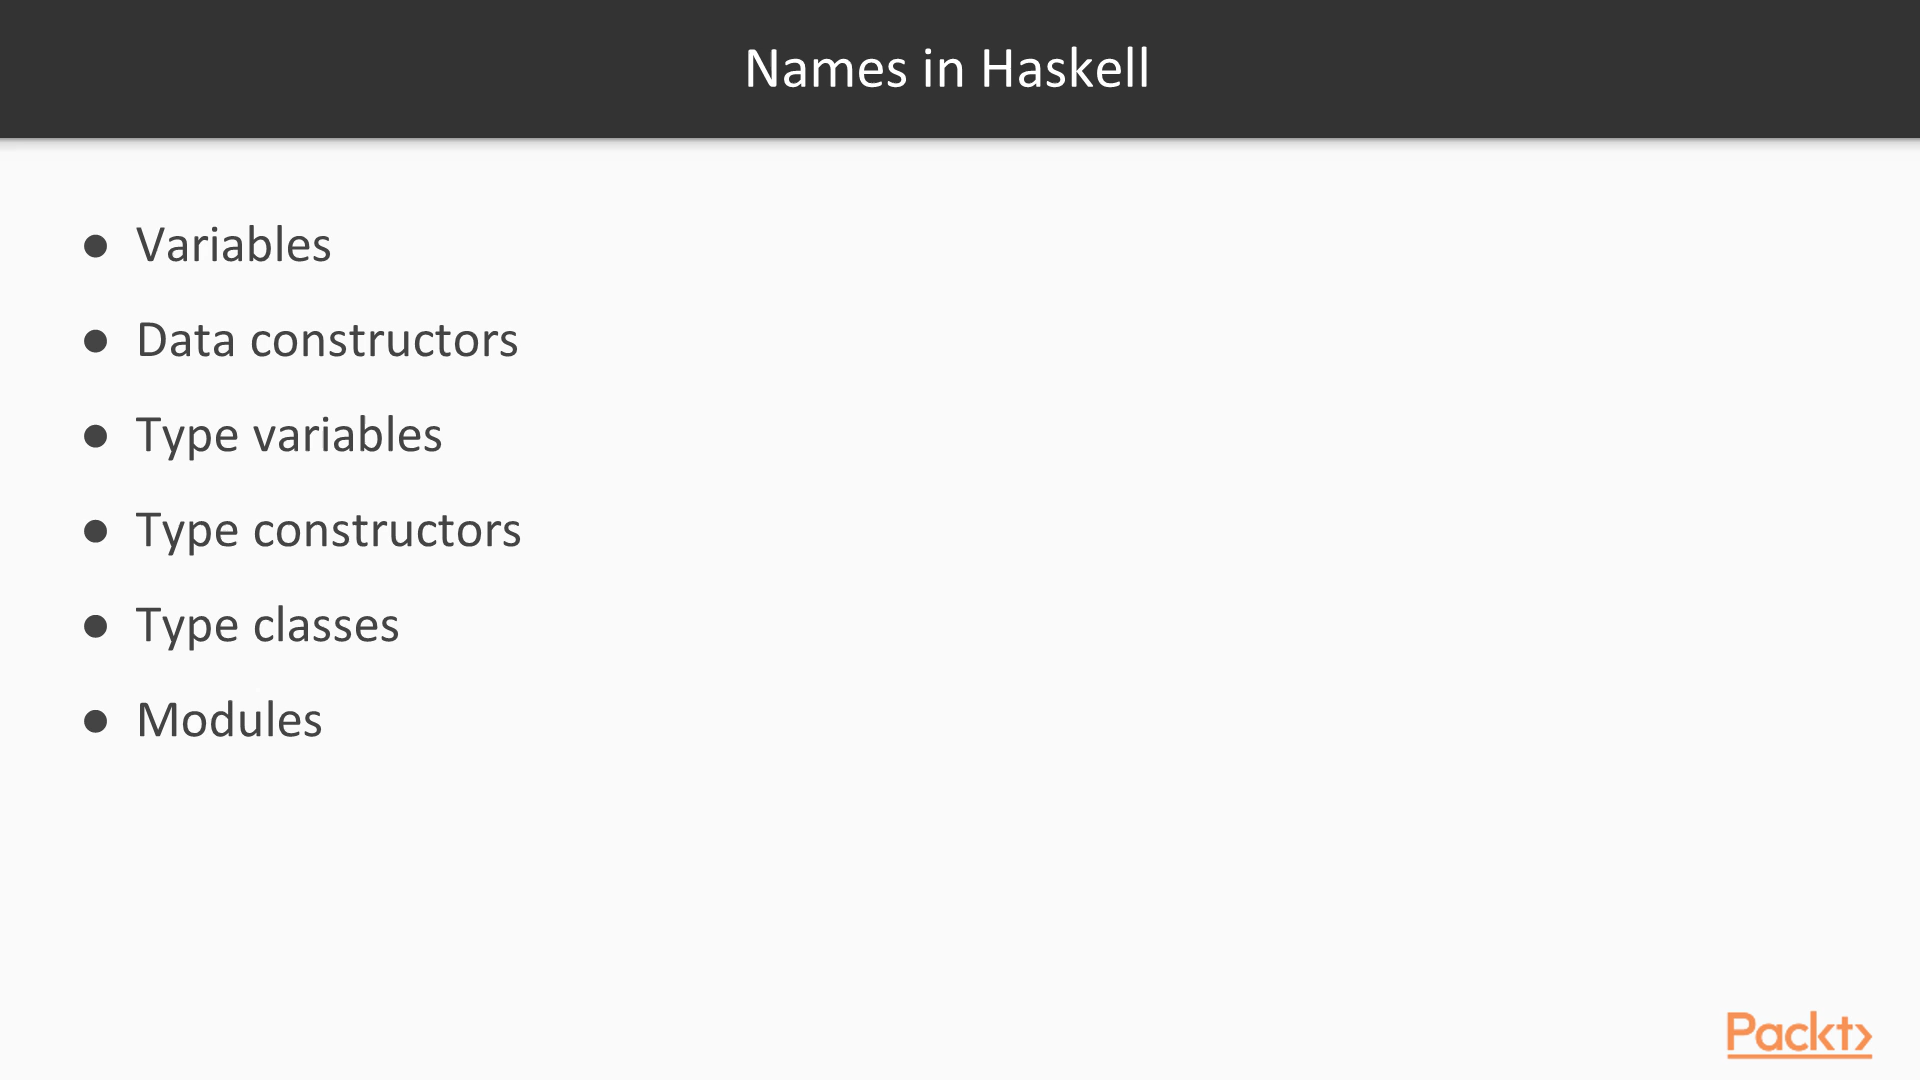 Names in Haskell
● Variables
● Data constructors
● Type variables
● Type constructors
● Type classes
● Modules
Packt>